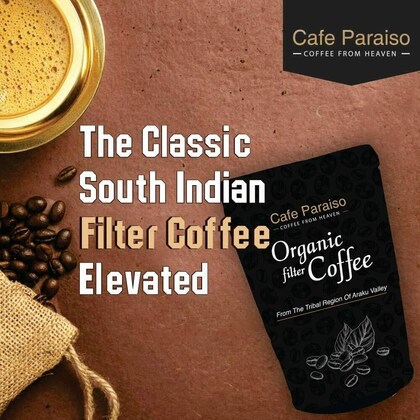 Cafe Paraiso
COFFEE FROM HEAVEN
The Classic
South Indian
Filter Coffee
Elevated
Cafe Paraiso
COFFEE FROM HEAVEN
Organic
filter Coffee
From The Tribal Region Of Araku Valley